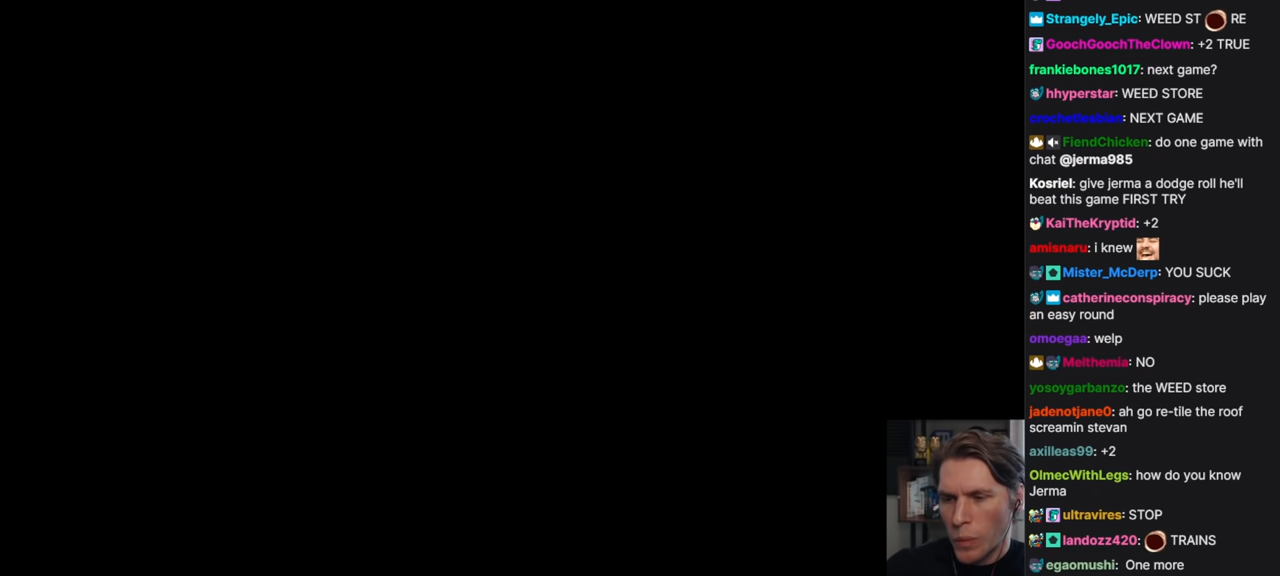 Strangely_Epic: WEED ST RE
GoochGoochTheClown: +2 TRUE
frankiebones1017: next game?
hhyperstar: WEED STORE
crochetlesbian: NEXT GAME
FiendChicken: do one game with
chat @jerma985
Kosriel: give jerma a dodge roll he'll
beat this game FIRST TRY
KaiTheKryptid: +2
amisnaru: i knew
Mister_McDerp: YOU SUCK
catherineconspiracy: please play
an easy round
omoegaa: welp
Melthemia: NO
yosoygarbanzo: the WEED store
jadenotjane0: ah go re-tile the roof
screamin stevan
axilleas99: +2
OlmecWithLegs: how do you know
Jerma
ultravires: STOP
landozz420: TRAINS
egaomushi: One more